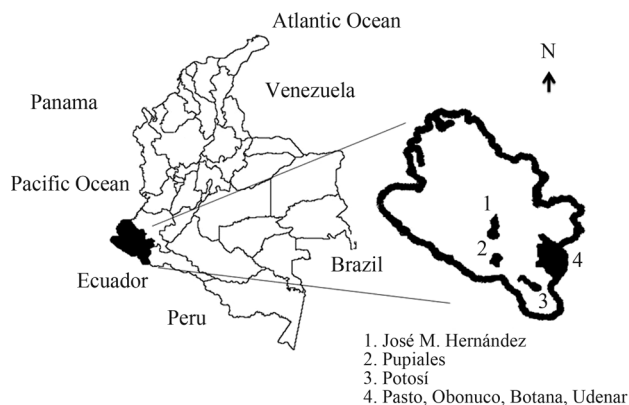 Atlantic Ocean
N
Venezuela
Panama
Pacific Ocean
1
2
4
Brazil
Ecuador
3
Peru
1. José M. Hernández
2. Pupiales
3. Potosí
4. Pasto, Obonuco, Botana, Udenar